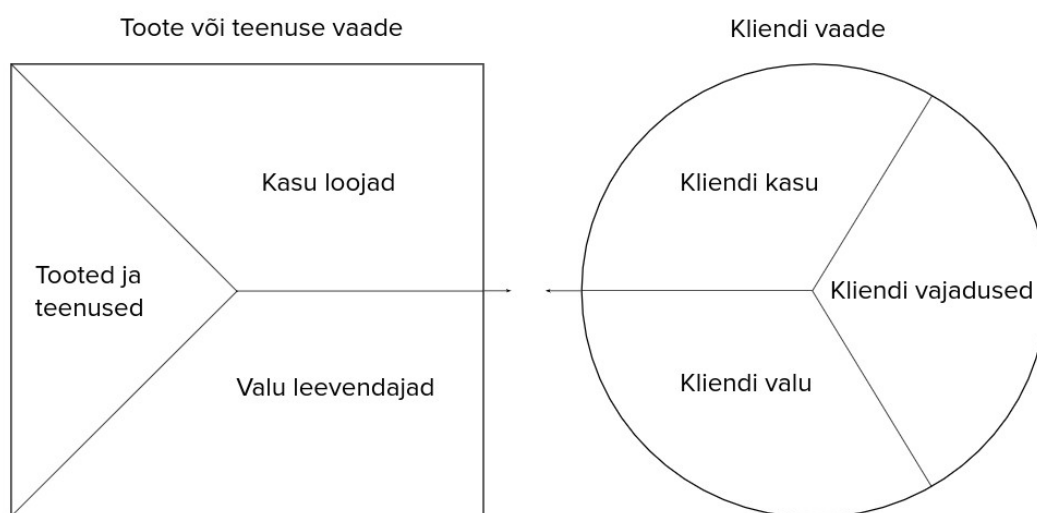 Toote või teenuse vaade
Kasu loojad
Tooted ja
teenused
Valu leevendajad
Kliendi vaade
Kliendi kasu
Kliendi vajadused
Kliendi valu